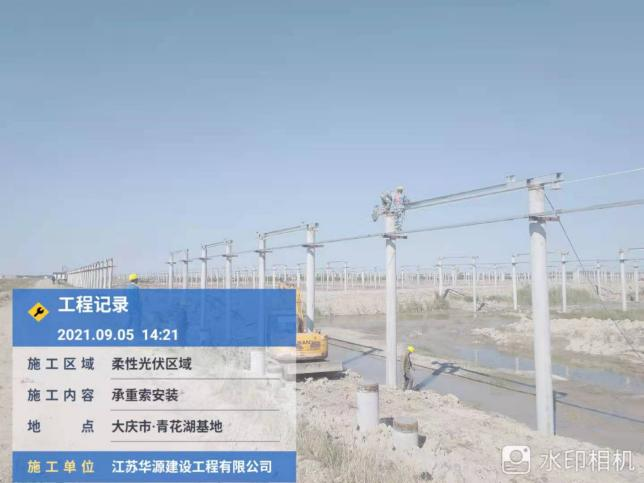 工程记录
2021.09.05 14:21
施工区域 柔性光伏区域
施工内容 承重索安装
地点 大庆市·青花湖基地
施工单位 江苏华源建设工程有限公司
水印相机